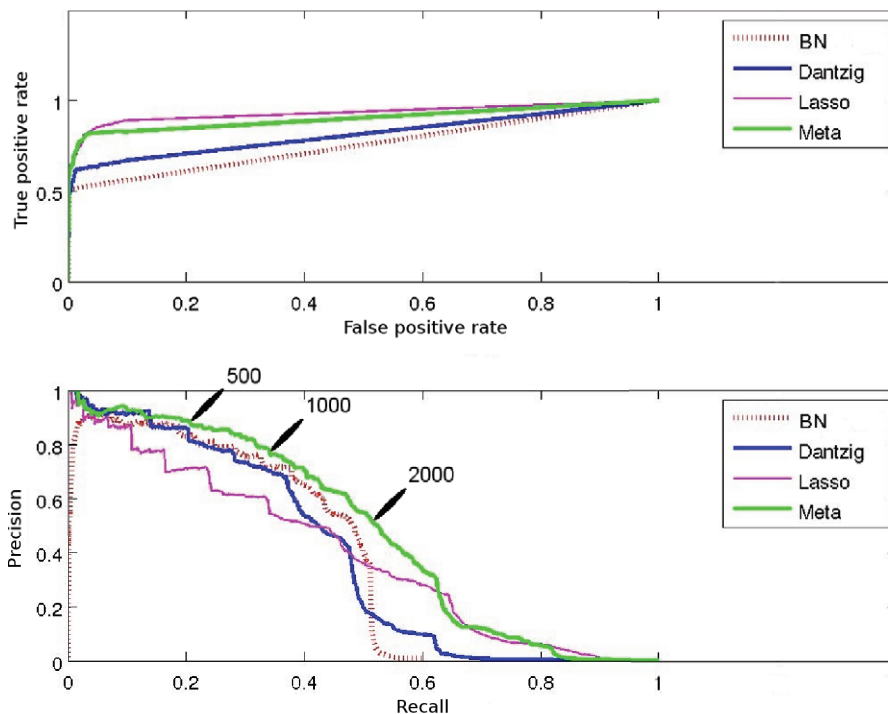 True positive rate
1
0.5
0
0
0.2
0.4
0.6
0.8
1
False positive rate
BN
Dantzig
Lasso
Meta
Precision
1
0.8
0.6
0.4
0.2
0
0
0.2
0.4
0.6
0.8
1
Recall
500
1000
2000
BN
Dantzig
Lasso
Meta